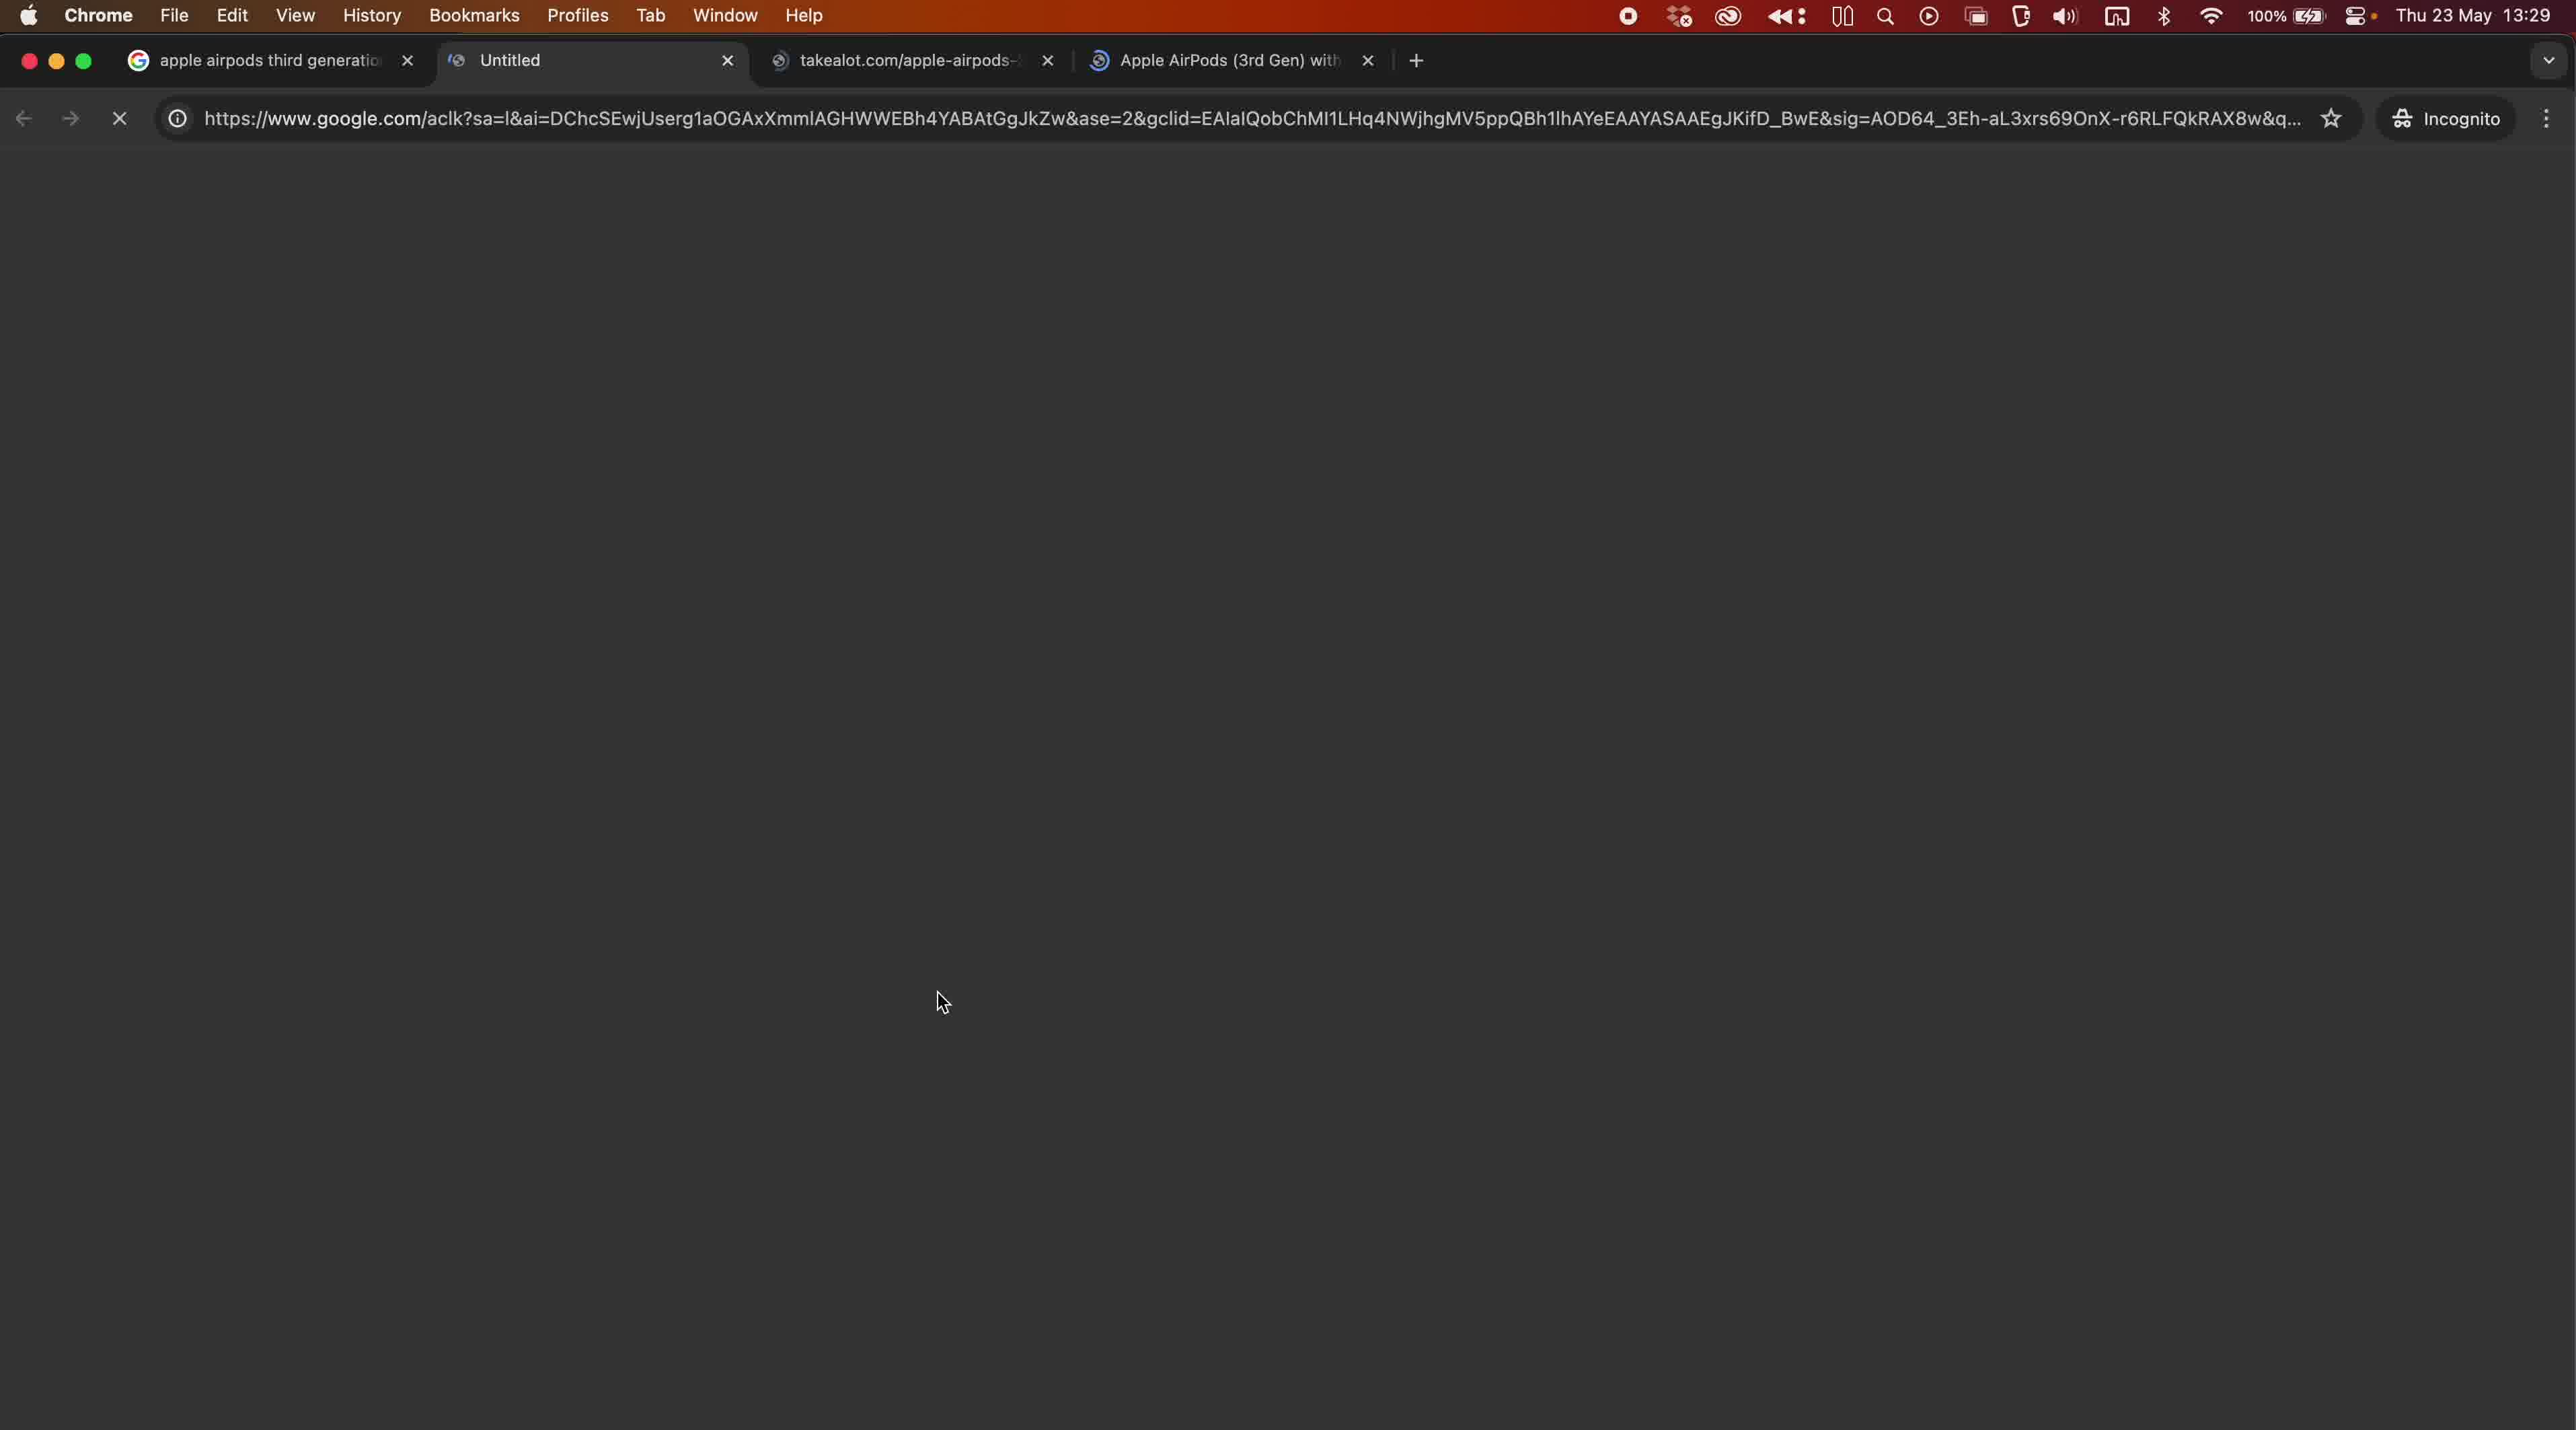 Chrome File Edit View History Bookmarks Profiles Tab Window Help 100% Thu 23 May 13:29
apple airpods third generatio Untitled takealot.com/apple-airpods- Apple AirPods (3rd Gen) with
https://www.google.com/aclk?sa=l&ai=DChcSEwjUserg1aOGAxXmmlAGHWWEBh4YABAtGgJkZw&ase=2&gclid=EAIaIQobChMI1LHq4NWjhgMV5ppQBh1lhAYeEAAYASAAEgJKifD_BwE&sig=AOD64_3Eh-aL3xrs69OnX-r6RLFQkRAX8w&q... Incognito